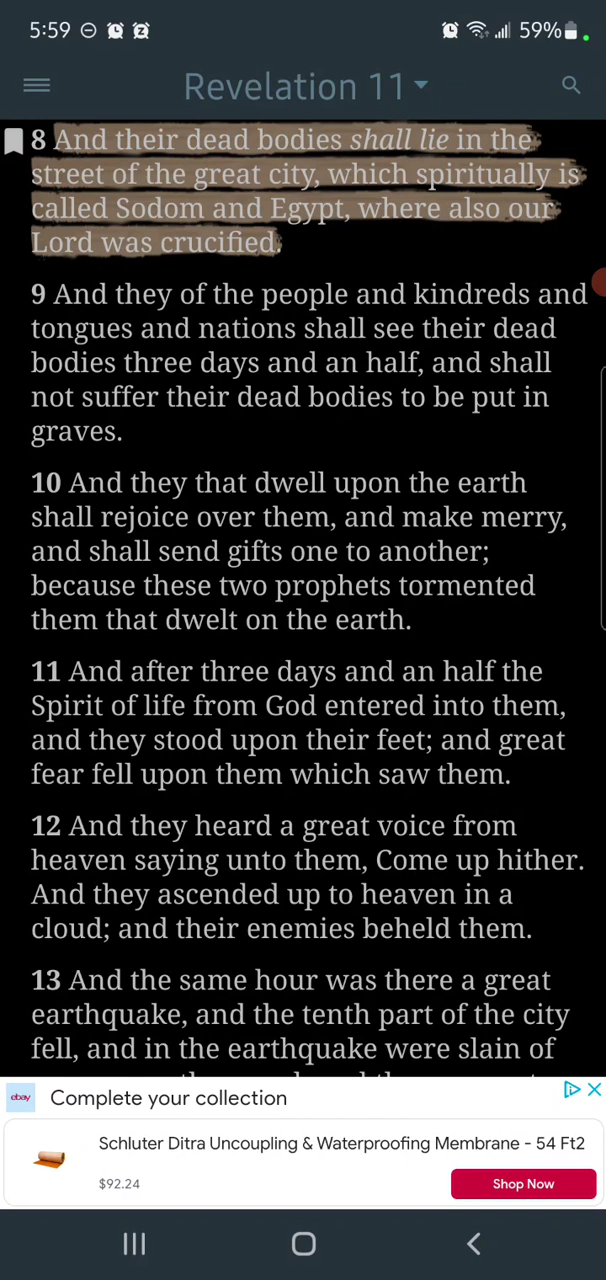 5:59 59%
Revelation 11
8 And their dead bodies shall lie in the
street of the great city, which spiritually is
called Sodom and Egypt, where also our
Lord was crucified.
9 And they of the people and kindreds and
tongues and nations shall see their dead
bodies three days and an half, and shall
not suffer their dead bodies to be put in
graves.
10 And they that dwell upon the earth
shall rejoice over them, and make merry,
and shall send gifts one to another;
because these two prophets tormented
them that dwelt on the earth.
11 And after three days and an half the
Spirit of life from God entered into them,
and they stood upon their feet; and great
fear fell upon them which saw them.
12 And they heard a great voice from
heaven saying unto them, Come up hither.
And they ascended up to heaven in a
cloud; and their enemies beheld them.
13 And the same hour was there a great
earthquake, and the tenth part of the city
fell, and in the earthquake were slain of
ebay Complete your collection
Schluter Ditra Uncoupling & Waterproofing Membrane - 54 Ft2
$92.24
Shop Now